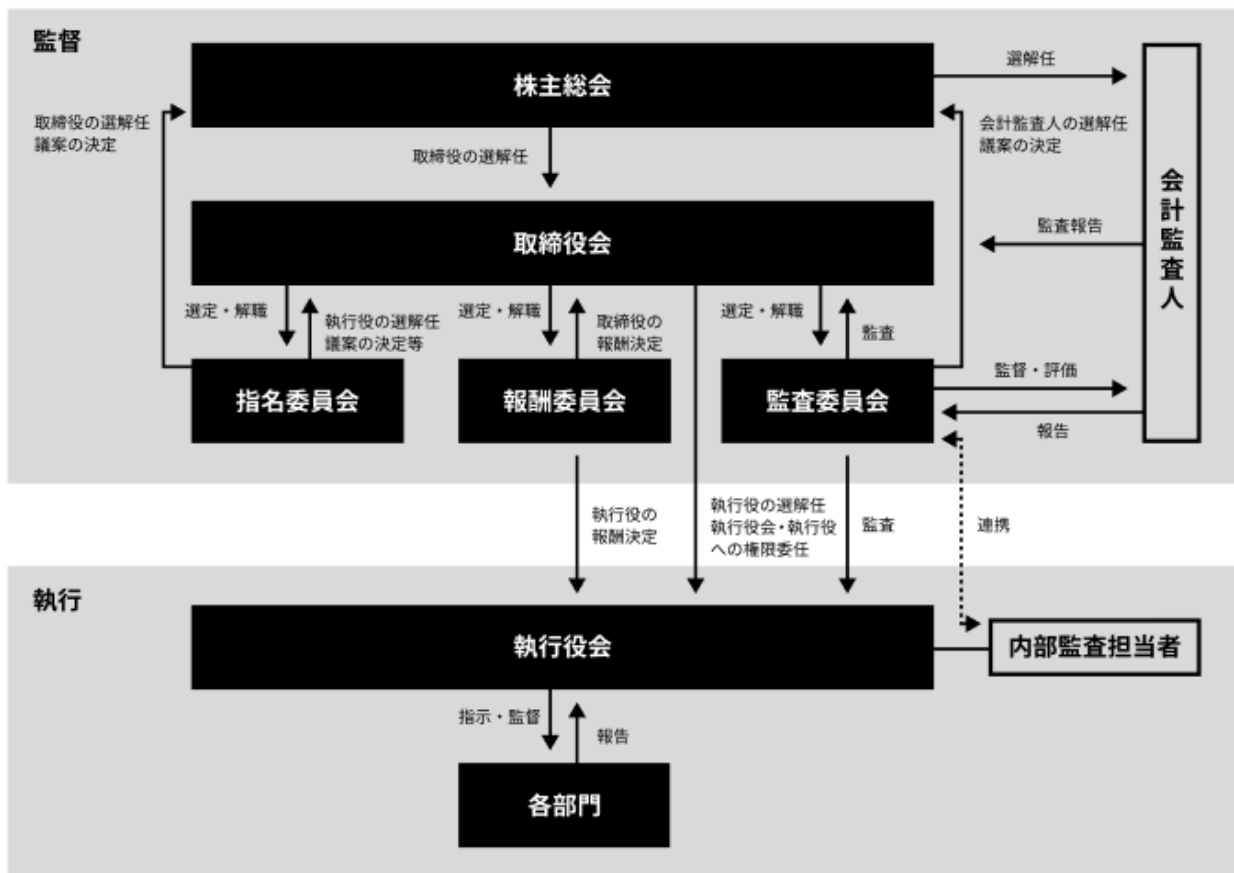 監督
株主総会
選解任
取締役の選解任
議案の決定
会計監査人の選解任
議案の決定
取締役の選解任
会計監査人
取締役会
監査報告
選定・解職
執行役の選解任
議案の決定等
選定・解職
取締役の
報酬決定
選定・解職
監査
指名委員会
報酬委員会
監査委員会
監督・評価
報告
執行役の
報酬決定
執行役の選解任
執行役会・執行役
への権限委任
監査
連携
執行
執行役会
内部監査担当者
指示・監督
報告
各部門